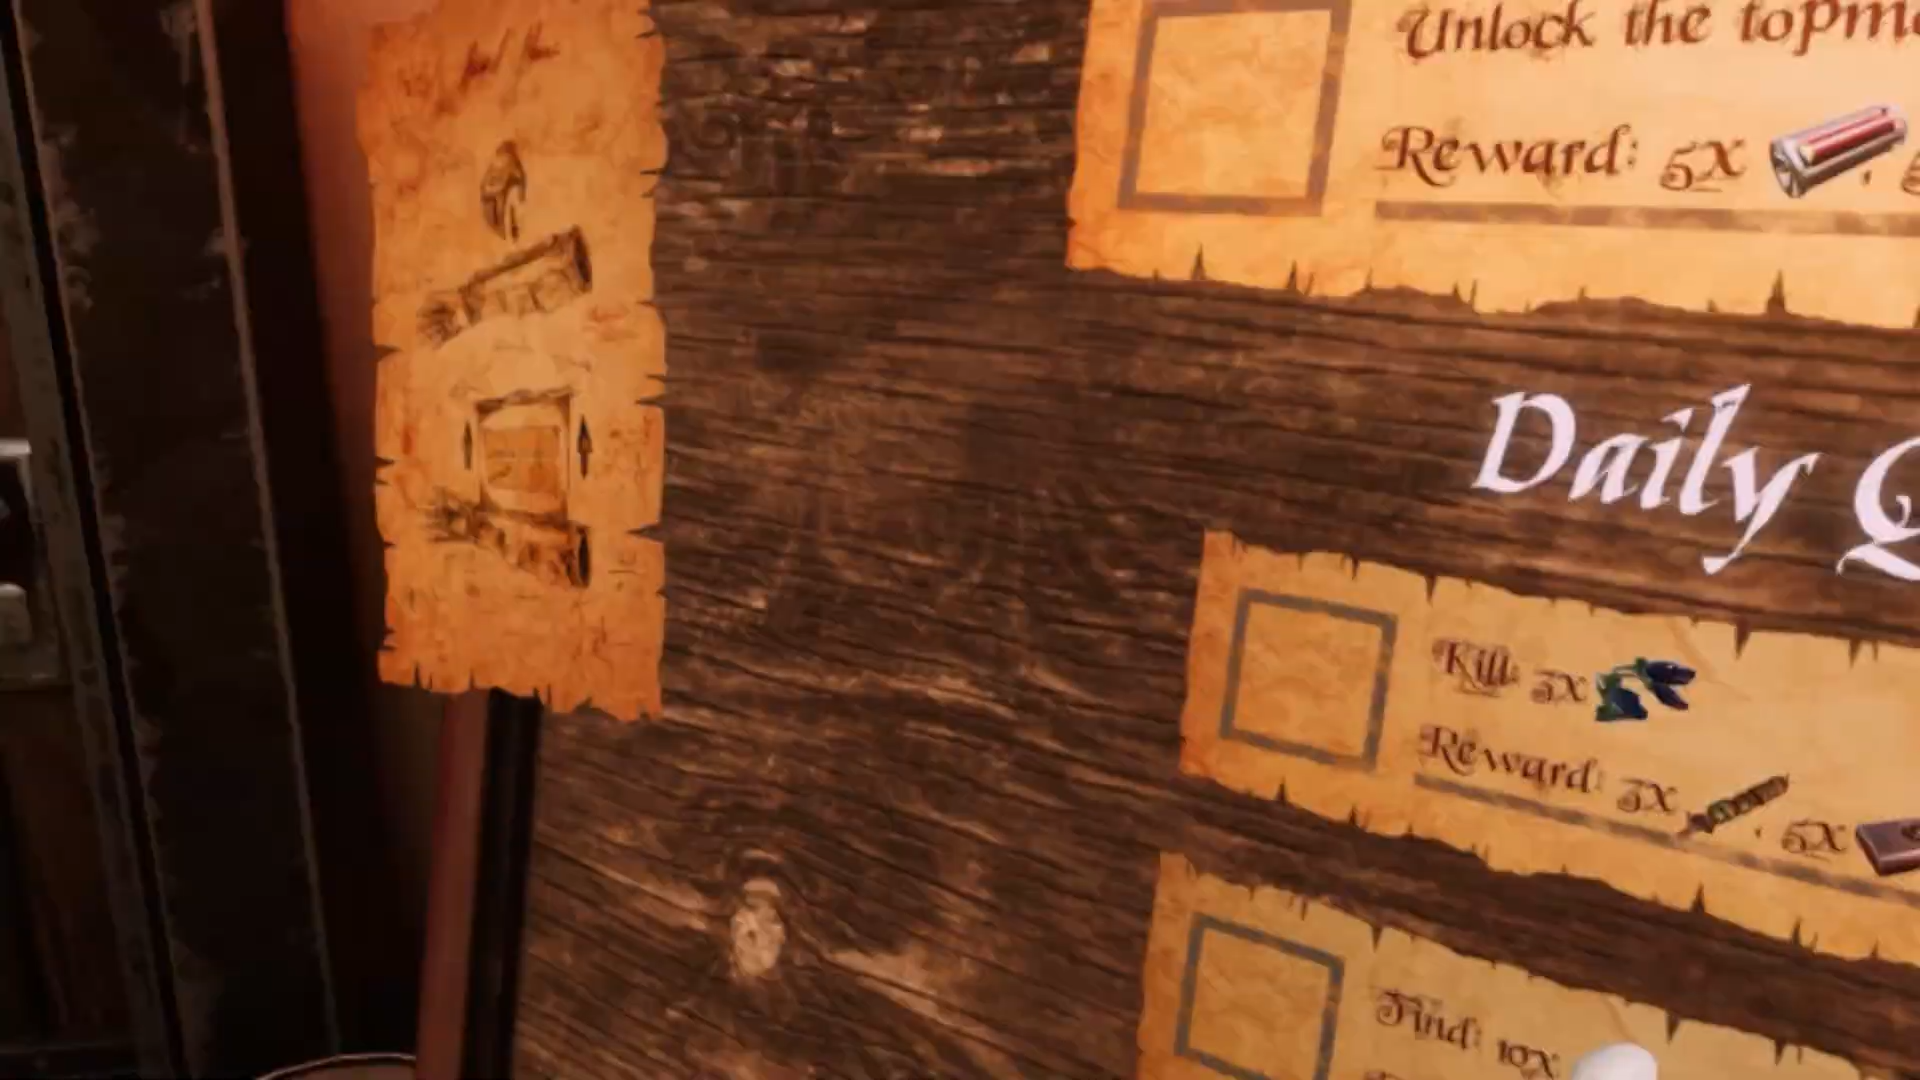 Unlock the topm
Reward: 5X
Daily Q
Kill: 3X
Reward: 3X , 5X
Find: 10X